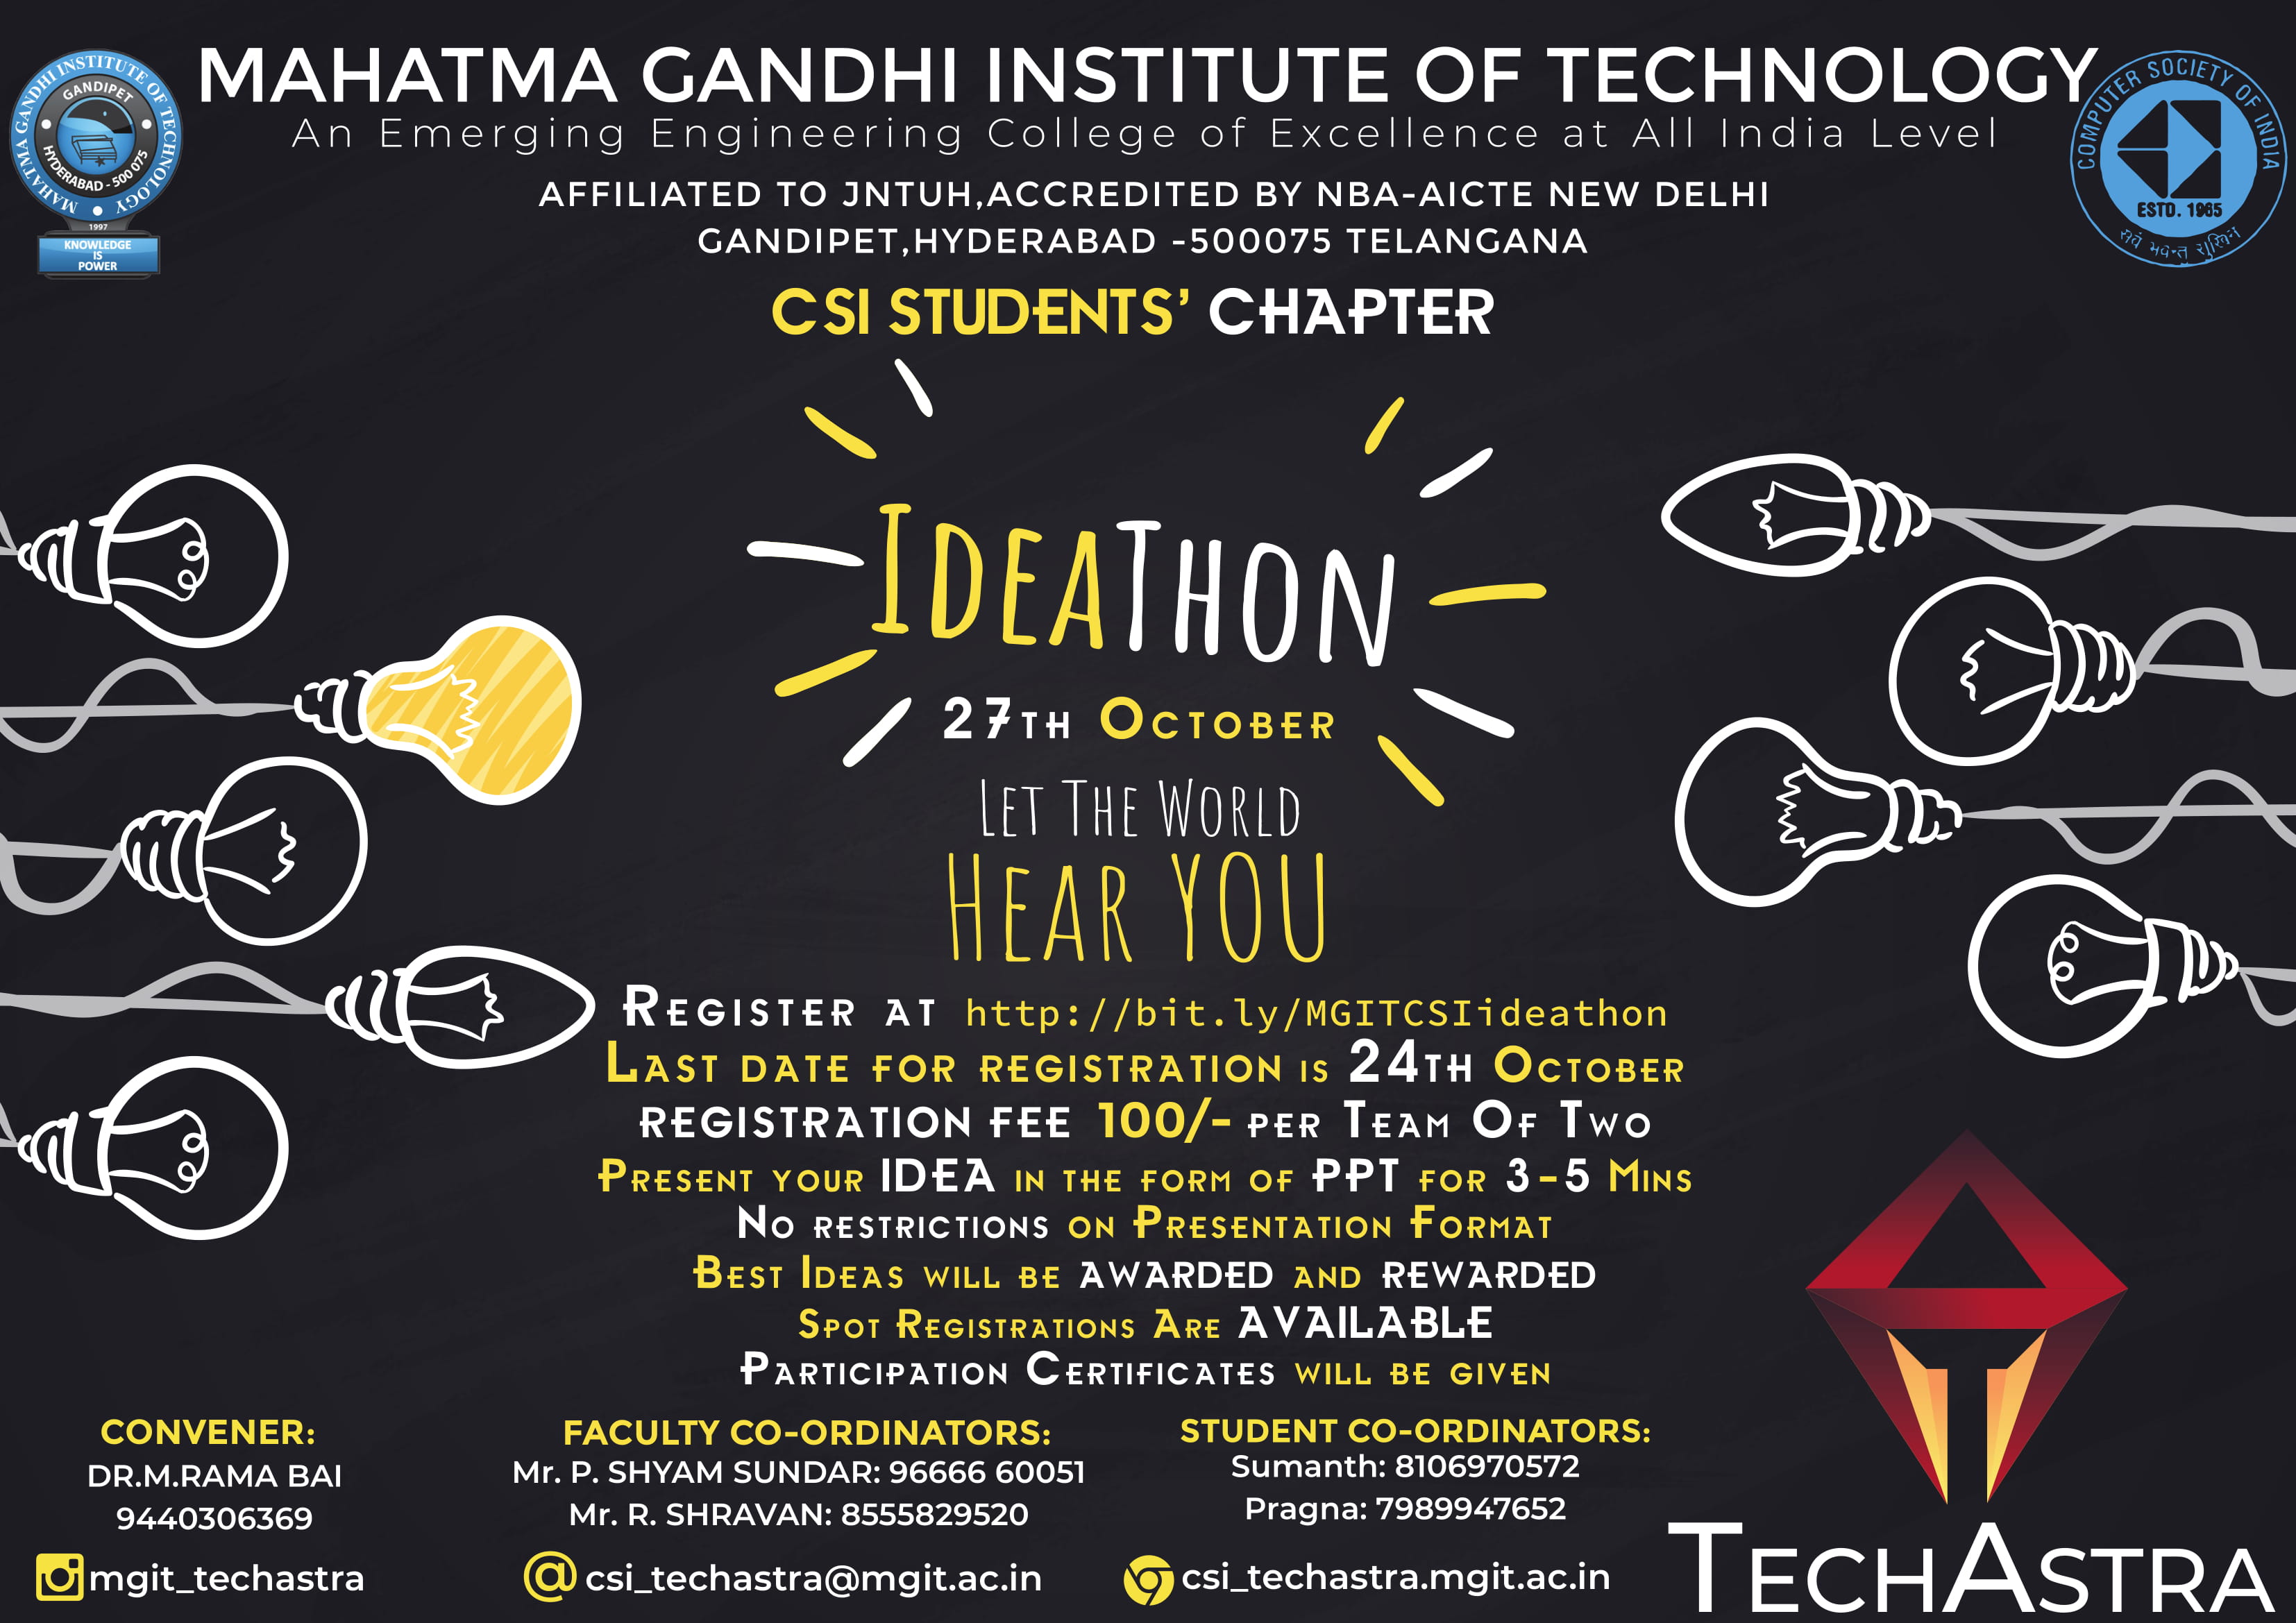 MAHATMA GANDHI INSTITUTE OF TECHNOLOGY
An Emerging Engineering College of Excellence at All India Level
AFFILIATED TO JNTUH,ACCREDITED BY NBA-AICTE NEW DELHI
GANDIPET,HYDERABAD -500075 TELANGANA
MAHATMA GANDHI INSTITUTE OF TECHNOLOGY
GANDIPET
HYDERABAD - 500 075
1997
KNOWLEDGE
IS
POWER
COMPUTER SOCIETY OF INDIA
ESTD. 1965
CSI STUDENTS' CHAPTER
IDEATHON
27TH OCTOBER
LET THE WORLD
HEAR YOU
REGISTER AT http://bit.ly/MGITCSIideathon
LAST DATE FOR REGISTRATION IS 24TH OCTOBER
REGISTRATION FEE 100/- PER TEAM OF TWO
PRESENT YOUR IDEA IN THE FORM OF PPT FOR 3-5 MINS
NO RESTRICTIONS ON PRESENTATION FORMAT
BEST IDEAS WILL BE AWARDED AND REWARDED
SPOT REGISTRATIONS ARE AVAILABLE
PARTICIPATION CERTIFICATES WILL BE GIVEN
CONVENER:
DR.M.RAMA BAI
9440306369
FACULTY CO-ORDINATORS:
Mr. P. SHYAM SUNDAR: 96666 60051
Mr. R. SHRAVAN: 8555829520
STUDENT CO-ORDINATORS:
Sumanth: 8106970572
Pragna: 7989947652
mgit_techastra
csi_techastra@mgit.ac.in
csi_techastra.mgit.ac.in
TECHASTRA